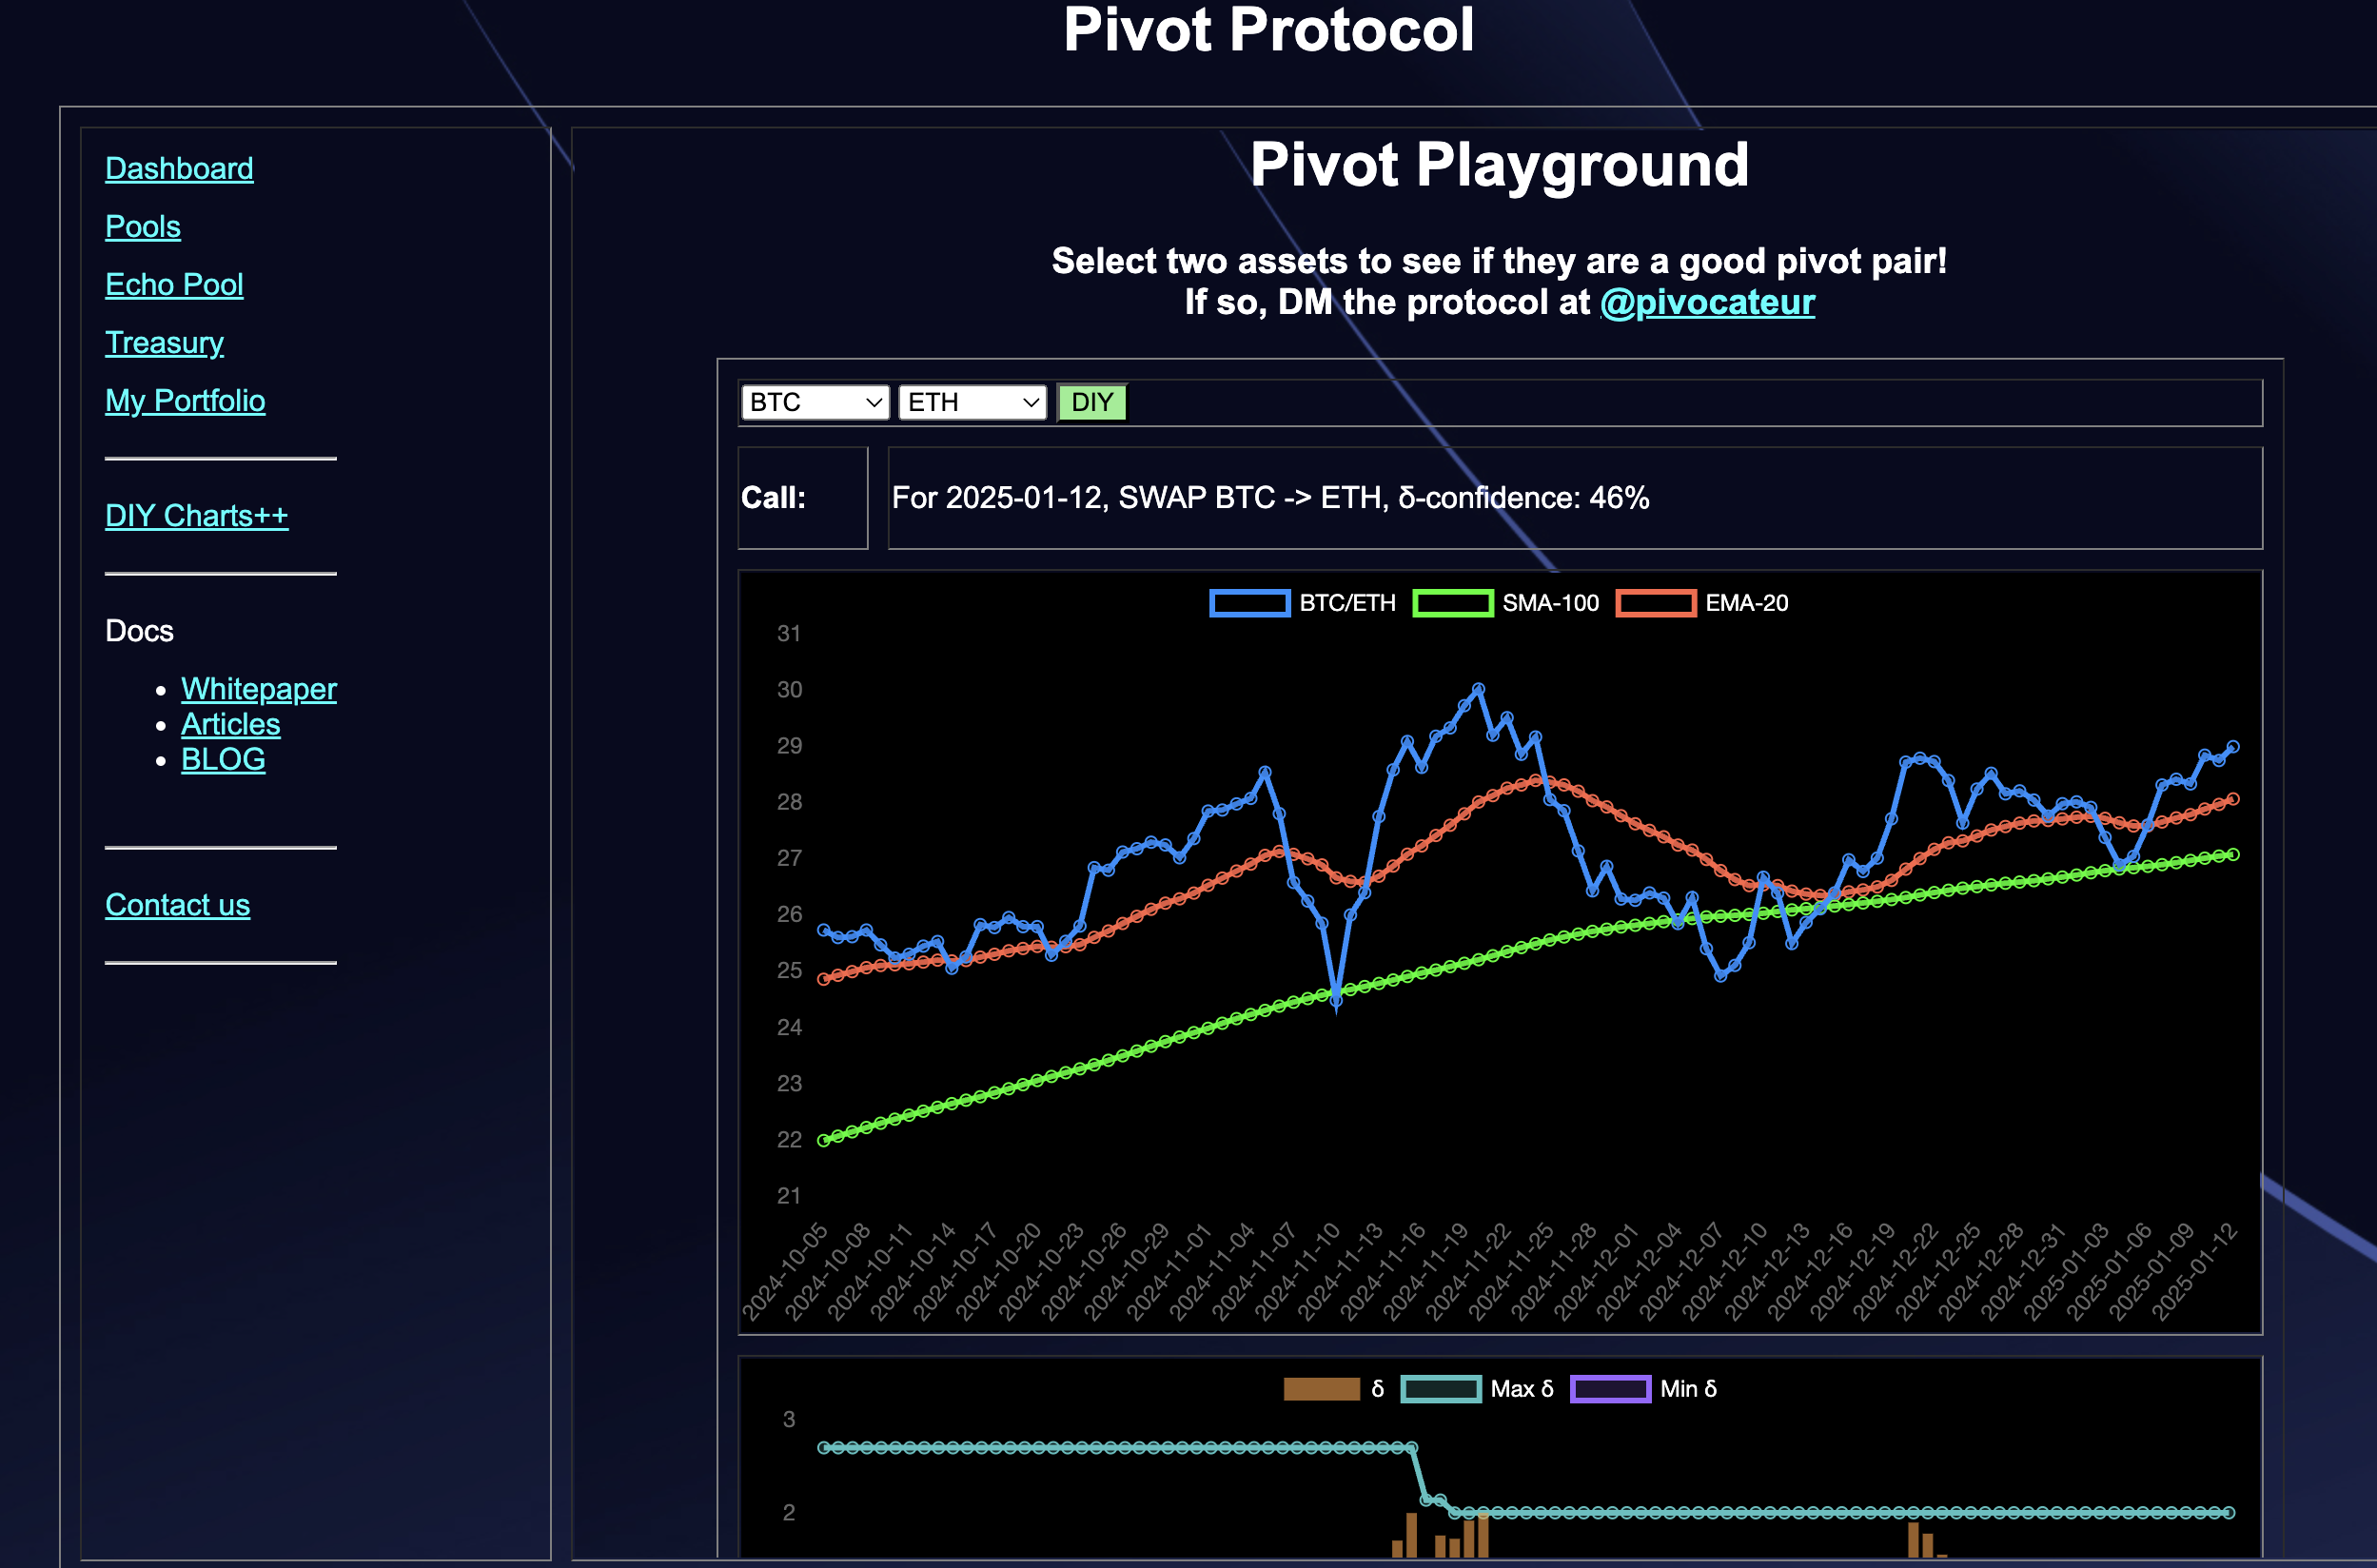 Pivot Protocol
Dashboard
Pools
Echo Pool
Treasury
My Portfolio
DIY Charts++
Docs
Whitepaper
Articles
BLOG
Contact us
Pivot Playground
Select two assets to see if they are a good pivot pair!
If so, DM the protocol at @pivocateur
BTC ETH DIY
Call: For 2025-01-12, SWAP BTC -> ETH, δ-confidence: 46%
BTC/ETH SMA-100 EMA-20
31
30
29
28
27
26
25
24
23
22
21
2024-10-05 2024-10-08 2024-10-11 2024-10-14 2024-10-17 2024-10-20 2024-10-23 2024-10-26 2024-10-29 2024-11-01 2024-11-04 2024-11-07 2024-11-10 2024-11-13 2024-11-16 2024-11-19 2024-11-22 2024-11-25 2024-11-28 2024-12-01 2024-12-04 2024-12-07 2024-12-10 2024-12-13 2024-12-16 2024-12-19 2024-12-22 2024-12-25 2024-12-28 2024-12-31 2025-01-03 2025-01-06 2025-01-09 2025-01-12
δ Max δ Min δ
3
2